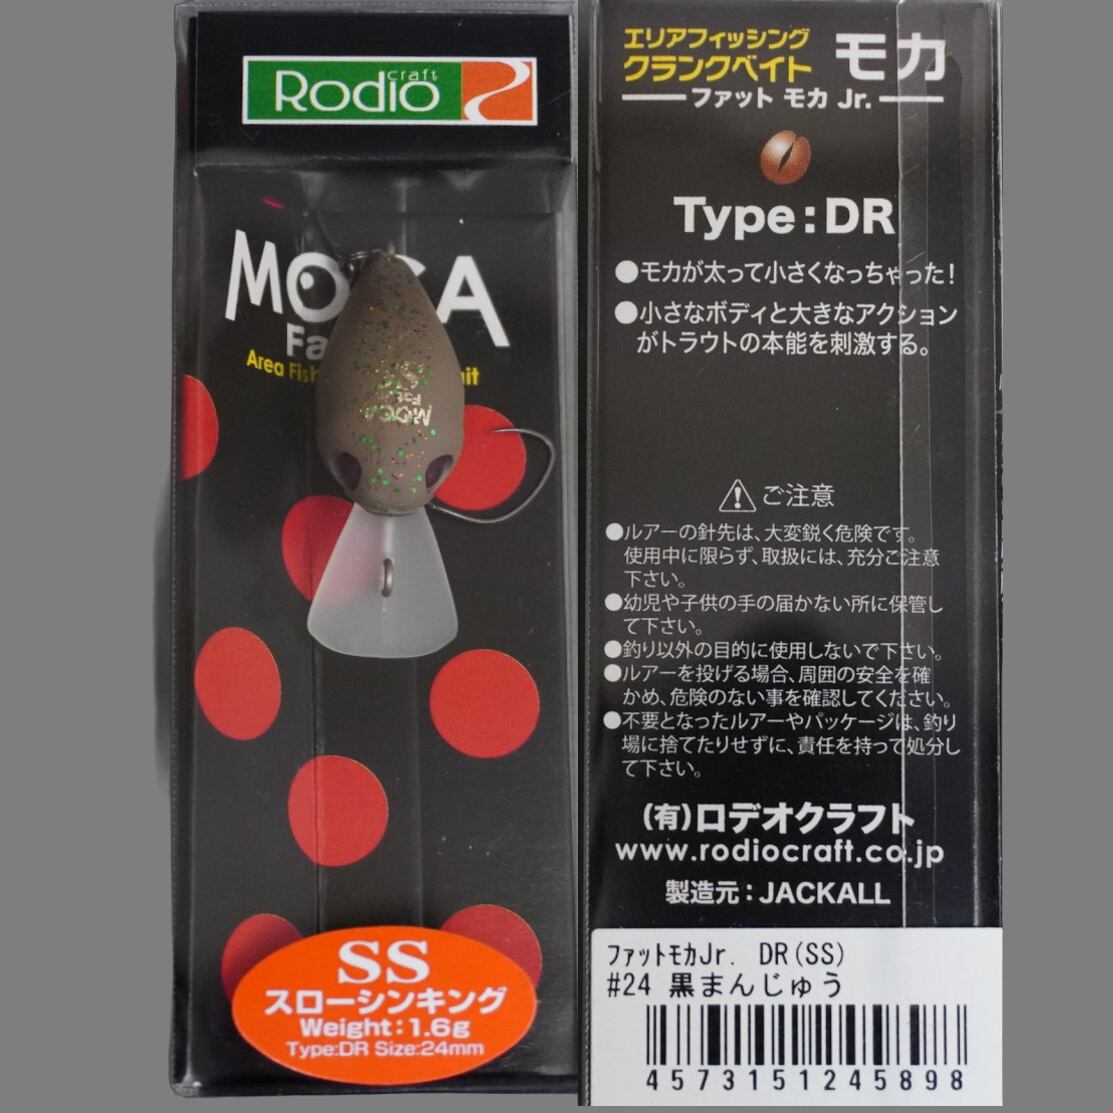 Rodio craft
MOCA
Area Fish
SS
MOCA
SS
スローシンキング
Weight:1.6g
Type:DR Size:24mm
エリアフィッシング
クランクベイト モカ
ファット モカ Jr.
Type:DR
●モカが太って小さくなっちゃった!
●小さなボディと大きなアクション
がトラウトの本能を刺激する。
ご注意
●ルアーの針先は、大変鋭く危険です。
使用中に限らず、取扱には、充分ご注意
下さい。
●幼児や子供の手の届かない所に保管し
て下さい。
●釣り以外の目的に使用しないで下さい。
●ルアーを投げる場合、周囲の安全を確
かめ、危険のない事を確認してください。
●不要となったルアーやパッケージは、釣り
場に捨てたりせずに、責任を持って処分し
て下さい。
(有)ロデオクラフト
www.rodiocraft.co.jp
製造元:JACKALL
ﾌｧｯﾄﾓｶJr. DR(SS)
#24 黒まんじゅう
4573151245898